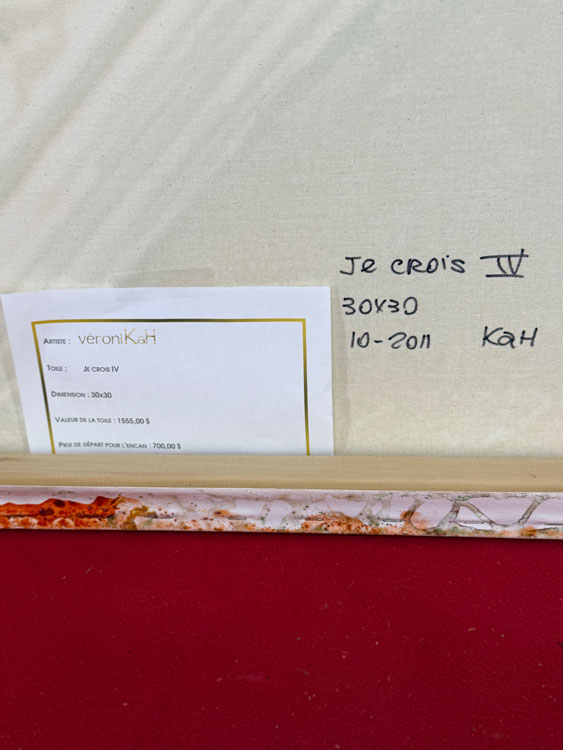 Je crois IV
30x30
10-2011 KaH
Artiste : véroniKaH
Toile : Je crois IV
Dimension : 30x30
Valeur de la toile : 1555,00 $
Prix de départ pour l'encan : 700,00 $